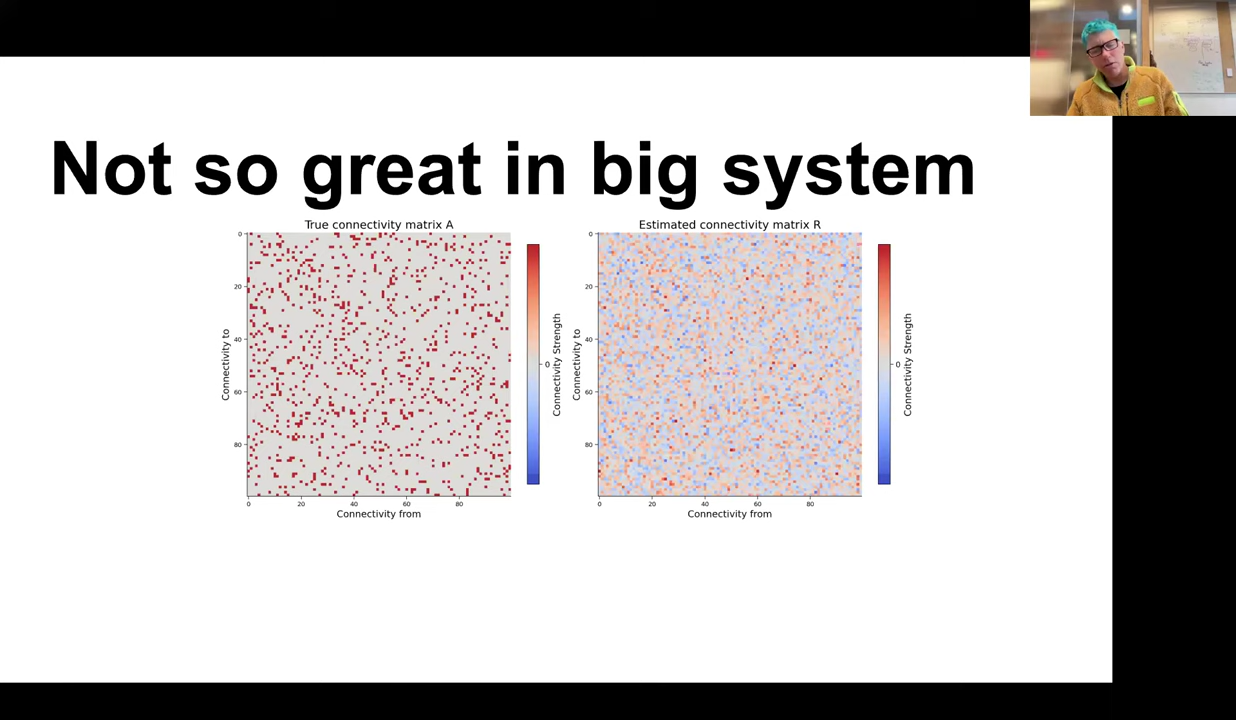 Not so great in big system
True connectivity matrix A
0
20
40
60
80
Connectivity to
0
20
40
60
80
Connectivity from
0
Connectivity Strength
Estimated connectivity matrix R
0
20
40
60
80
Connectivity to
0
20
40
60
80
Connectivity from
0
Connectivity Strength